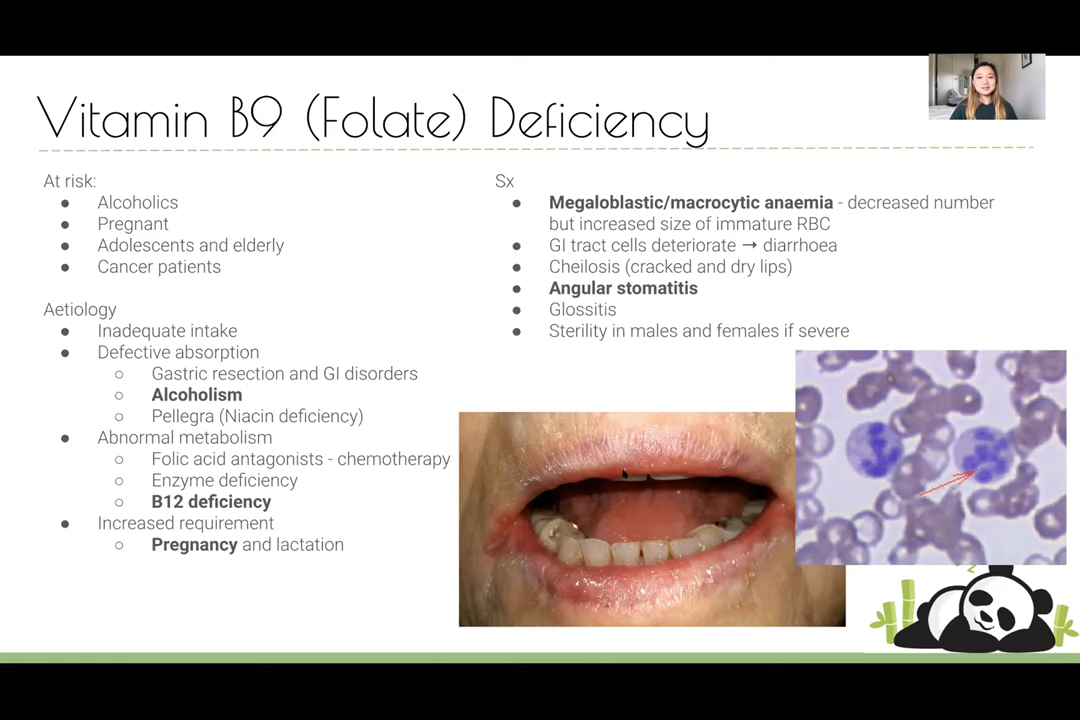 Vitamin B9 (Folate) Deficiency
At risk:
● Alcoholics
● Pregnant
● Adolescents and elderly
● Cancer patients
Aetiology
● Inadequate intake
● Defective absorption
○ Gastric resection and GI disorders
○ Alcoholism
○ Pellegra (Niacin deficiency)
● Abnormal metabolism
○ Folic acid antagonists - chemotherapy
○ Enzyme deficiency
○ B12 deficiency
● Increased requirement
○ Pregnancy and lactation
Sx
● Megaloblastic/macrocytic anaemia - decreased number
but increased size of immature RBC
● GI tract cells deteriorate → diarrhoea
● Cheilosis (cracked and dry lips)
● Angular stomatitis
● Glossitis
● Sterility in males and females if severe